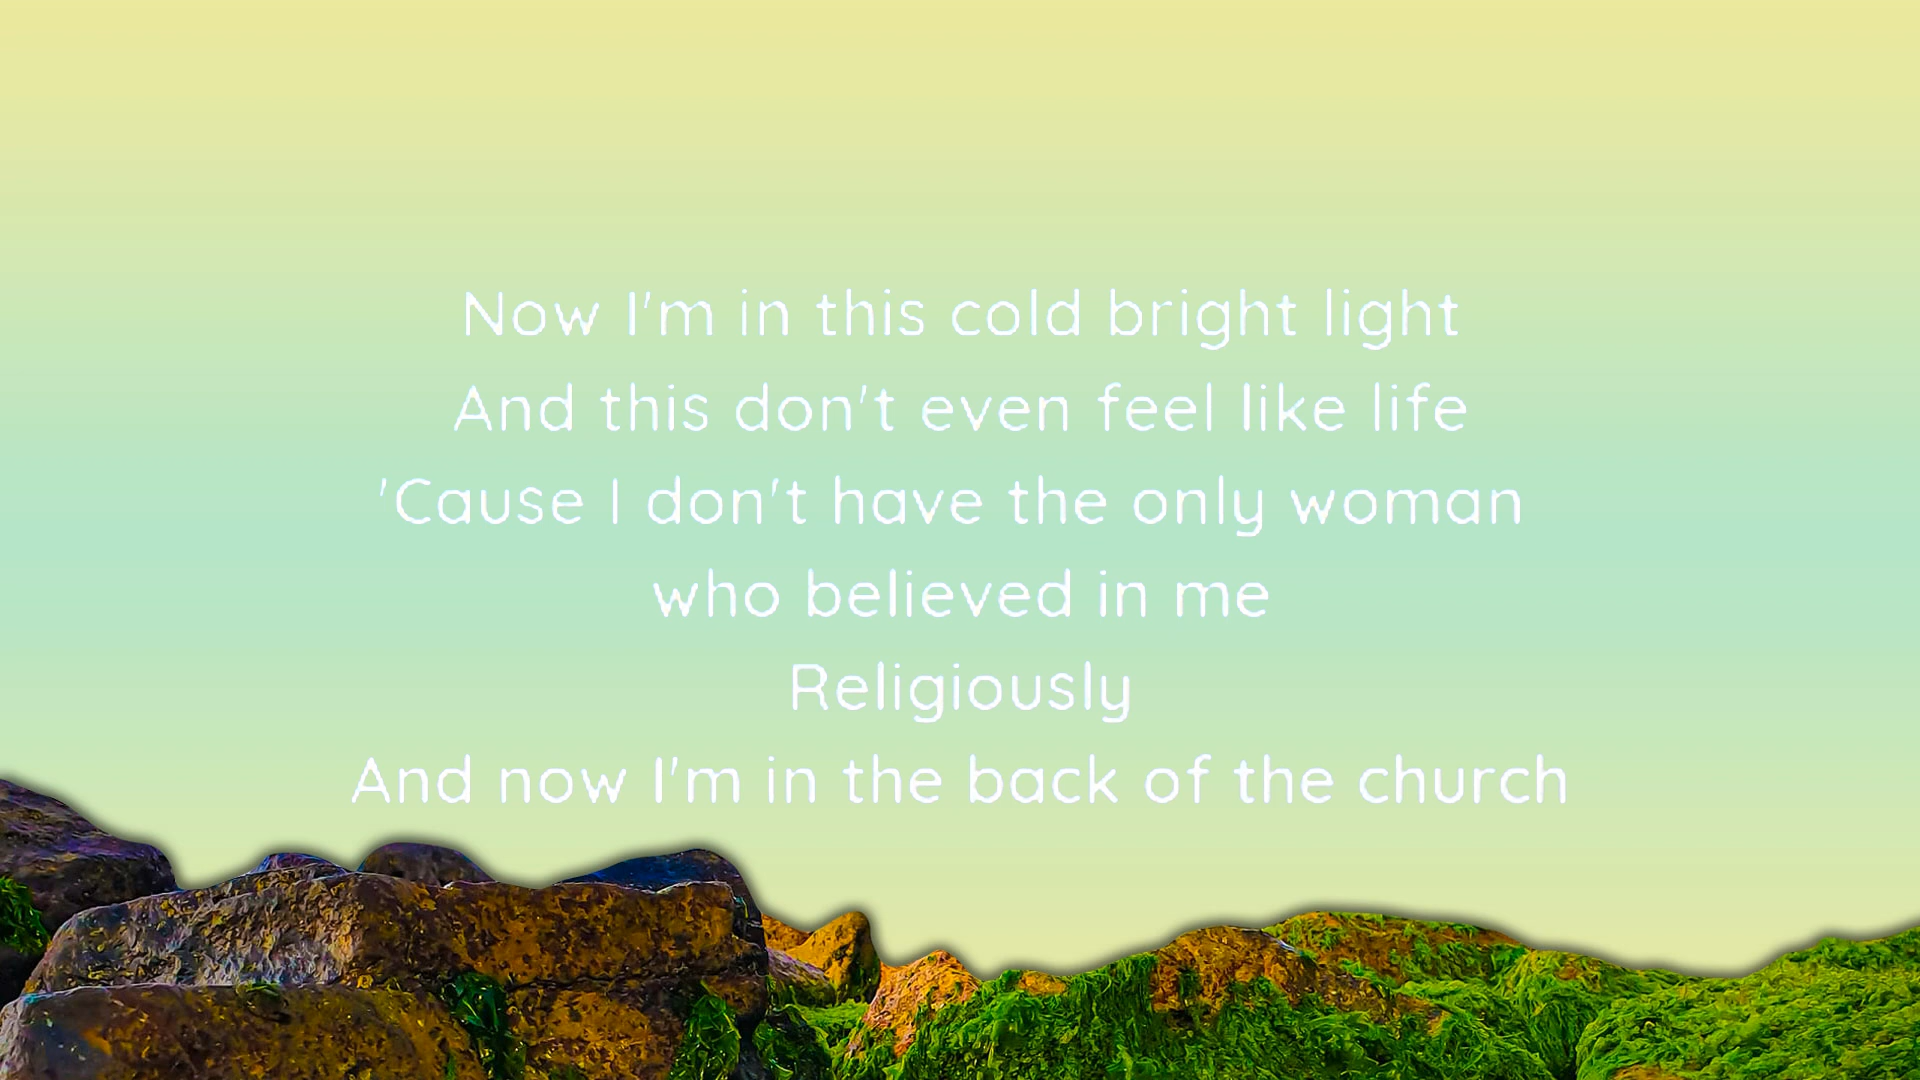 Now I'm in this cold bright light
And this don't even feel like life
'Cause I don't have the only woman
who believed in me
Religiously
And now I'm in the back of the church